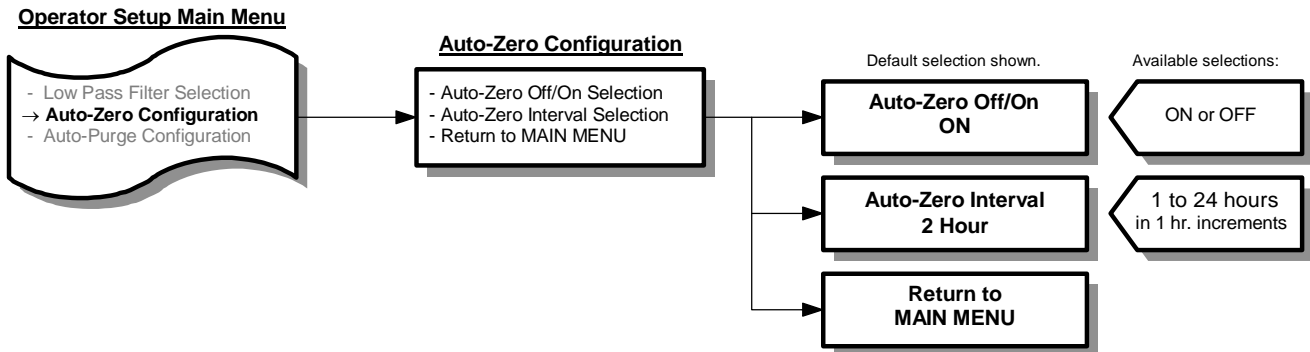 Operator Setup Main Menu
- Low Pass Filter Selection
→ Auto-Zero Configuration
- Auto-Purge Configuration
Auto-Zero Configuration
- Auto-Zero Off/On Selection
- Auto-Zero Interval Selection
- Return to MAIN MENU
Default selection shown.
Auto-Zero Off/On
ON
Auto-Zero Interval
2 Hour
Return to
MAIN MENU
Available selections:
ON or OFF
1 to 24 hours
in 1 hr. increments